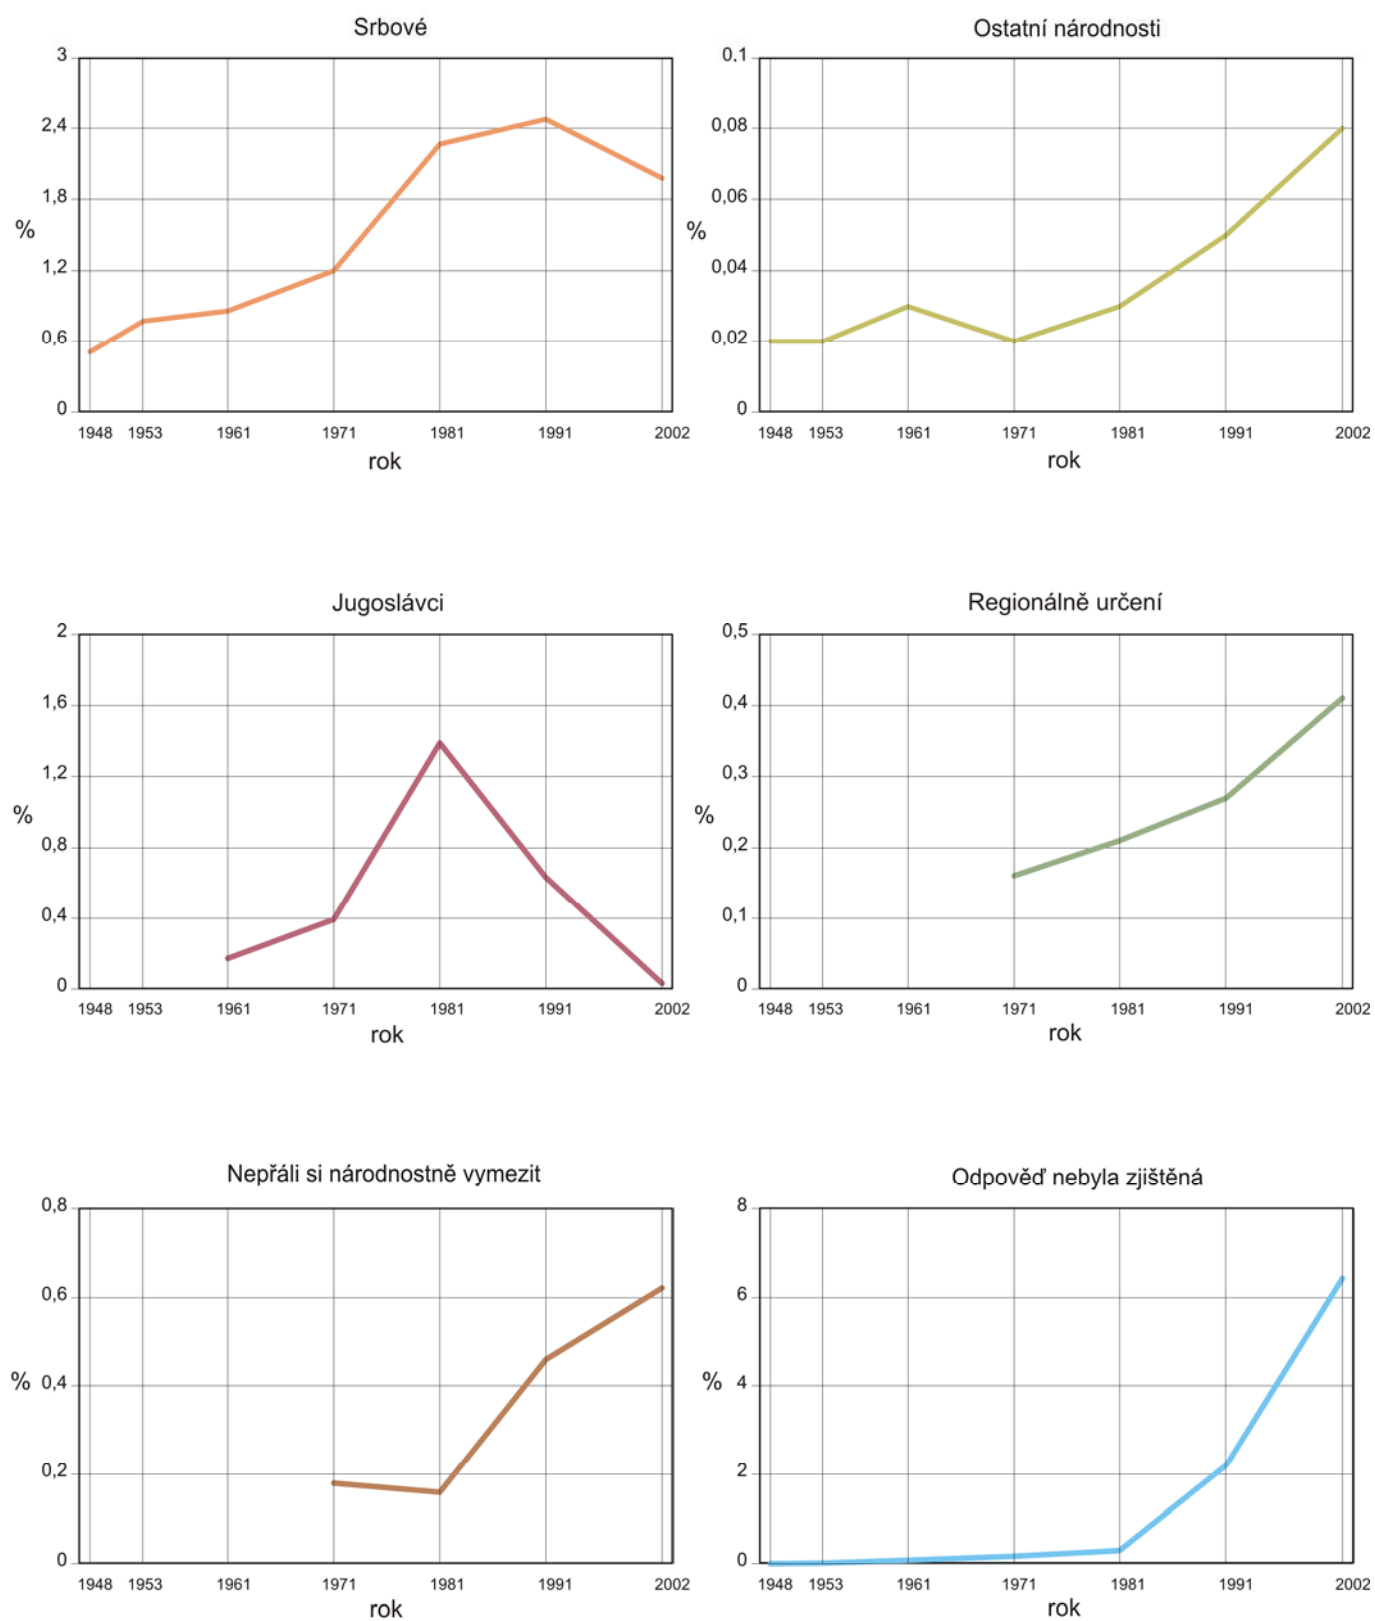 Srbové
3
2,4
1,8
1,2
0,6
0
%
1948 1953 1961 1971 1981 1991 2002
rok
Ostatní národnosti
0,1
0,08
0,06
0,04
0,02
0
%
1948 1953 1961 1971 1981 1991 2002
rok
Jugoslávci
2
1,6
1,2
0,8
0,4
0
%
1948 1953 1961 1971 1981 1991 2002
rok
Regionálně určení
0,5
0,4
0,3
0,2
0,1
0
%
1948 1953 1961 1971 1981 1991 2002
rok
Nepřáli si národnostně vymezit
0,8
0,6
0,4
0,2
0
%
1948 1953 1961 1971 1981 1991 2002
rok
Odpověď nebyla zjištěná
8
6
4
2
0
%
1948 1953 1961 1971 1981 1991 2002
rok